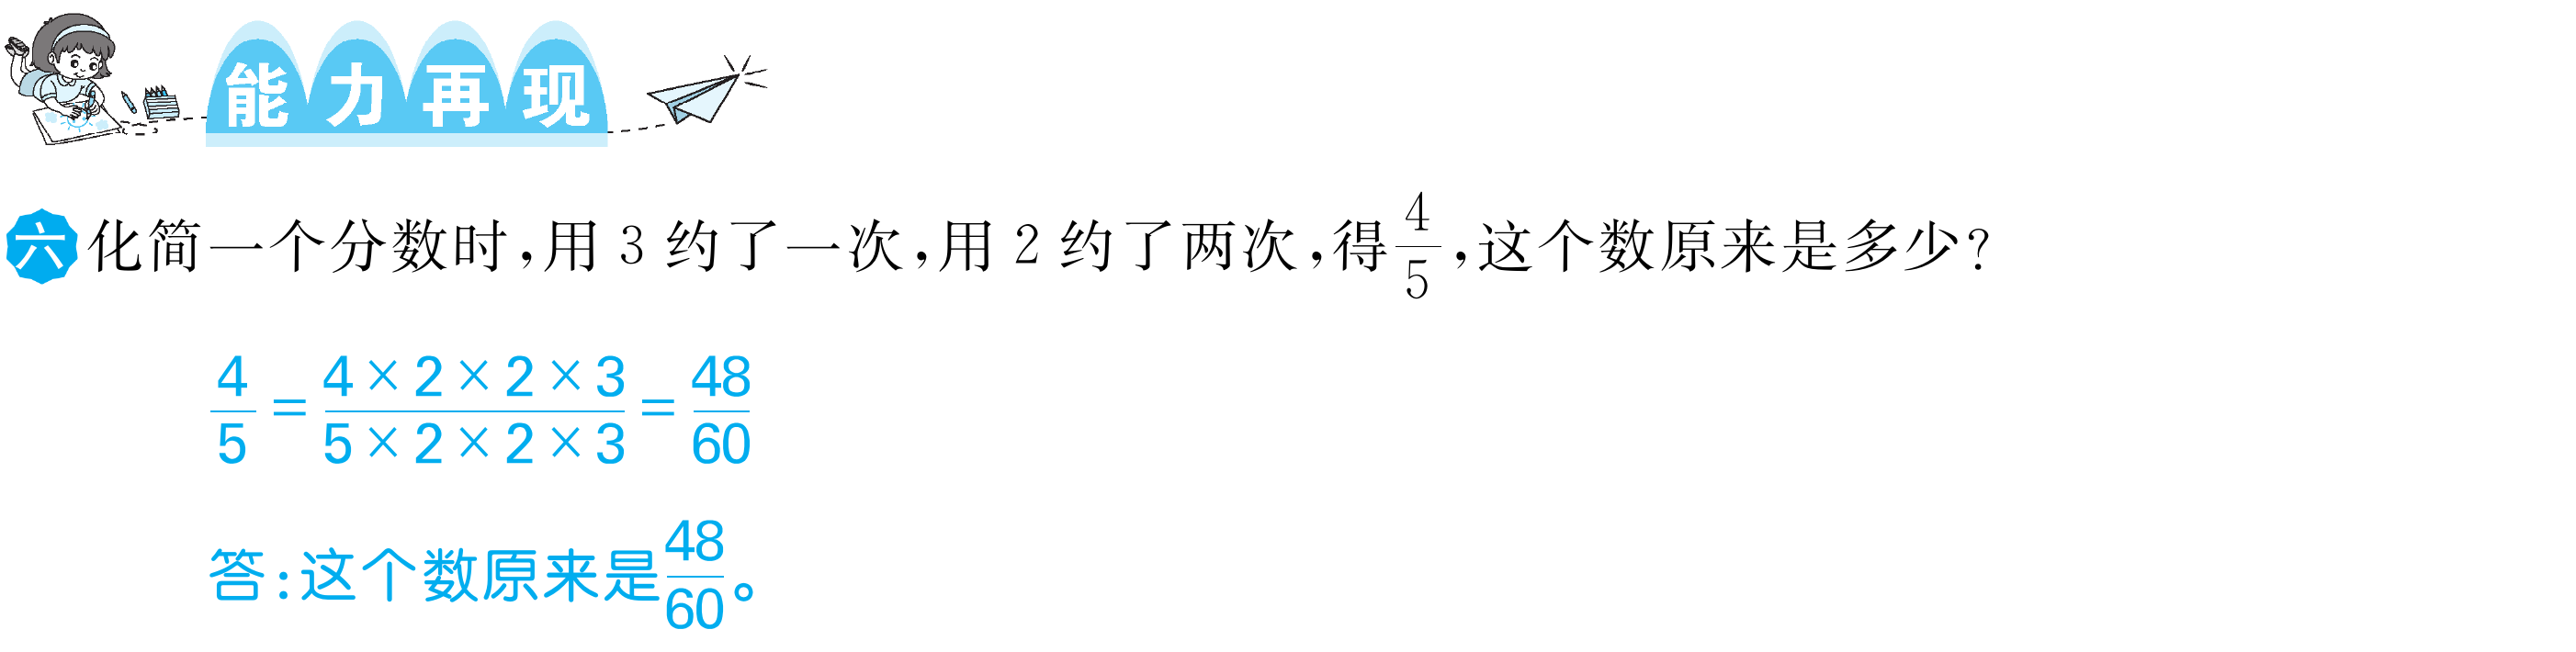 能力再现
六 化简一个分数时,用 3 约了一次,用 2 约了两次,得4/5,这个数原来是多少?
4/5 = (4×2×2×3)/(5×2×2×3) = 48/60
答:这个数原来是48/60。